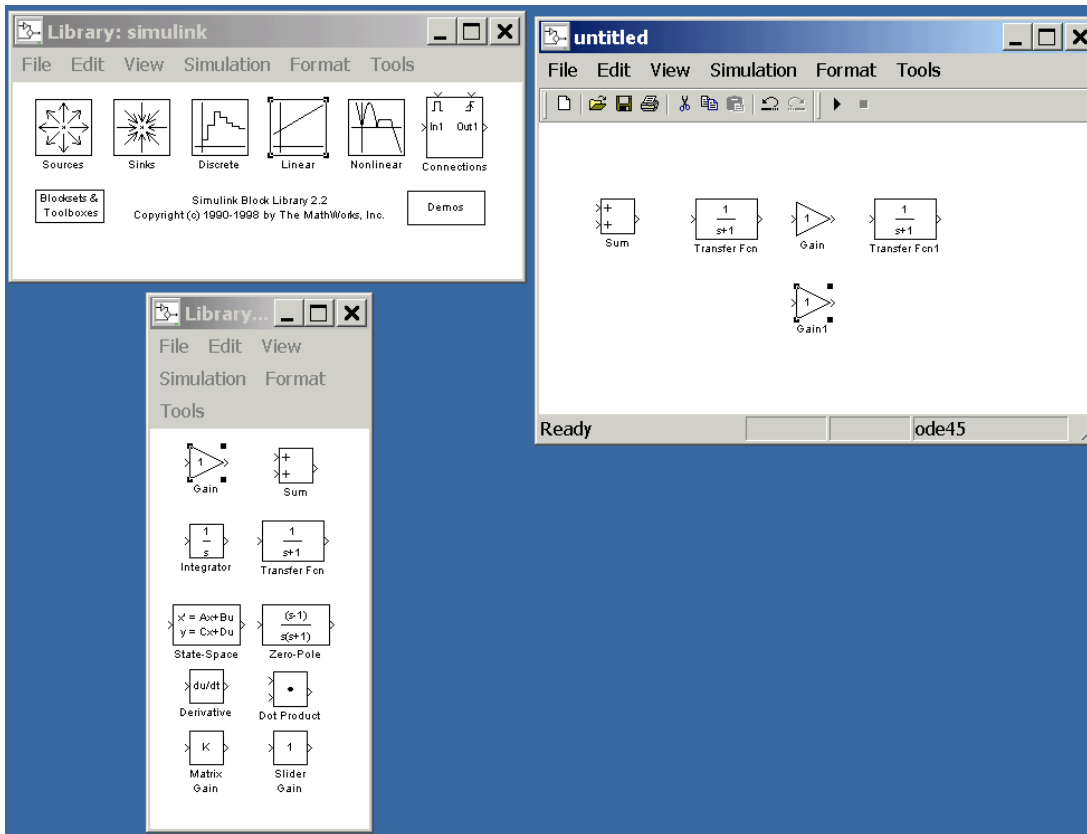 Library: simulink
File Edit View Simulation Format Tools
In1 Out1
Sources Sinks Discrete Linear Nonlinear Connections
Blocksets &
Toolboxes
Simulink Block Library 2.2
Copyright (c) 1990-1998 by The MathWorks, Inc.
Demos
untitled
File Edit View Simulation Format Tools
+
+
Sum
1
s+1
Transfer Fcn
1
Gain
1
s+1
Transfer Fcn1
1
Gain1
Ready ode45
Library...
File Edit View
Simulation Format
Tools
1
Gain
+
+
Sum
1
s
Integrator
1
s+1
Transfer Fcn
x' = Ax+Bu
y = Cx+Du
State-Space
(s-1)
s(s+1)
Zero-Pole
du/dt
Derivative
Dot Product
K
Matrix
Gain
1
Slider
Gain